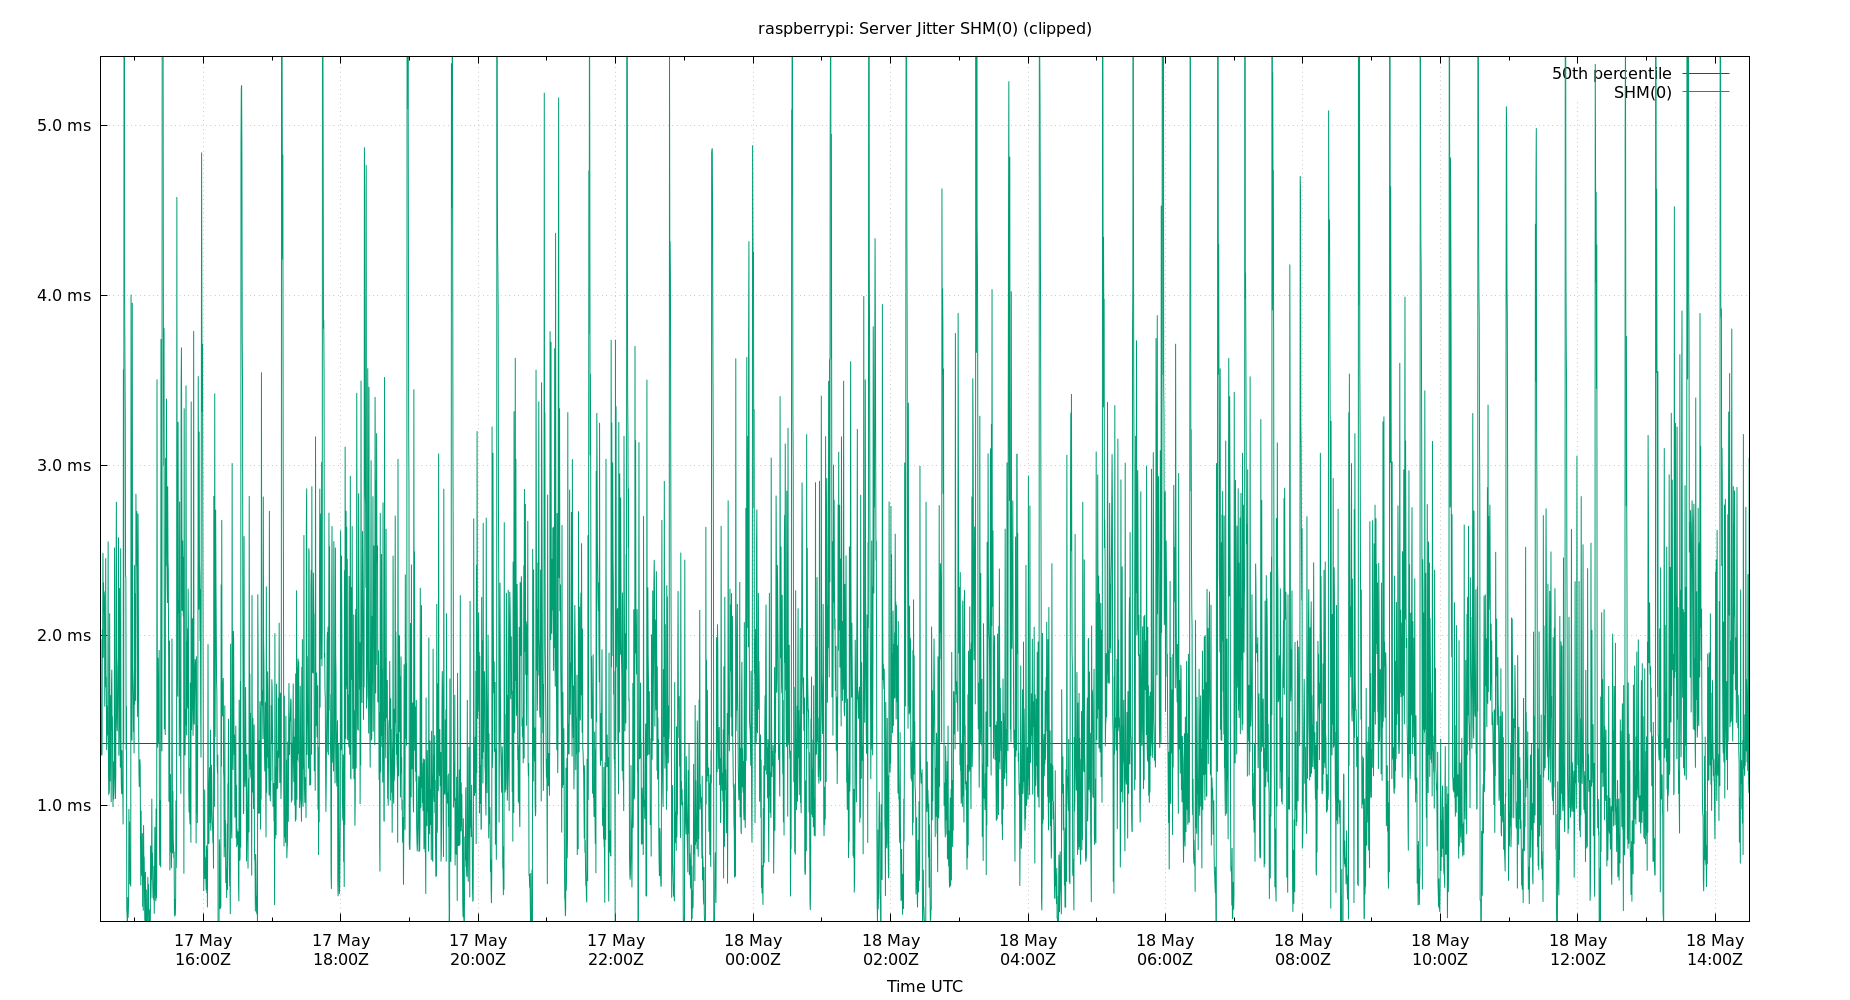 raspberrypi: Server Jitter SHM(0) (clipped)
50th percentile
SHM(0)
5.0 ms
4.0 ms
3.0 ms
2.0 ms
1.0 ms
17 May 17 May 17 May 17 May 18 May 18 May 18 May 18 May 18 May 18 May 18 May 18 May
16:00Z 18:00Z 20:00Z 22:00Z 00:00Z 02:00Z 04:00Z 06:00Z 08:00Z 10:00Z 12:00Z 14:00Z
Time UTC